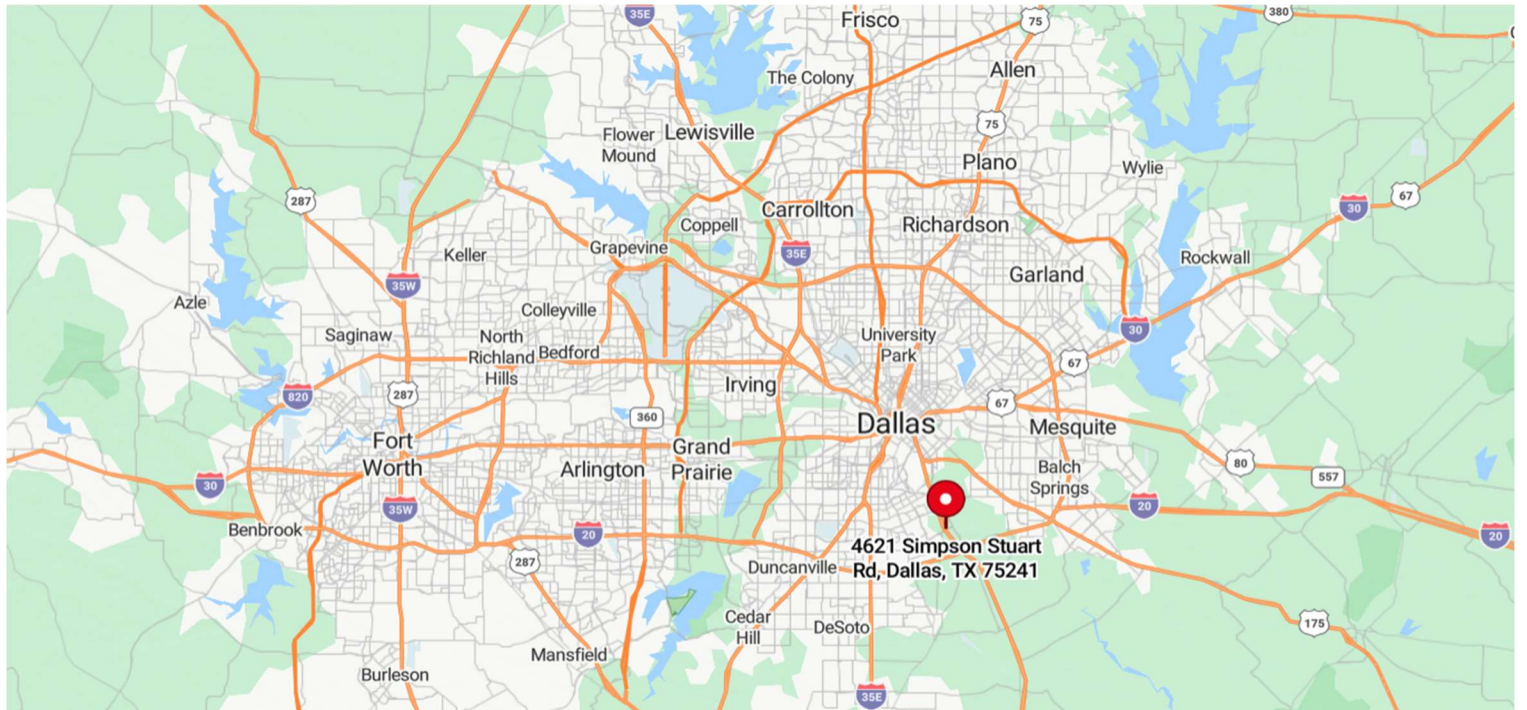 35E
Frisco
75
380
The Colony
Allen
Flower
Mound
Lewisville
75
Plano
Wylie
287
Carrollton
Coppell
Richardson
30
67
Keller
Grapevine
35E
Rockwall
35W
Garland
Azle
Colleyville
Saginaw
North
Richland
Hills
Bedford
University
Park
30
67
820
287
Irving
360
67
Dallas
Mesquite
Fort
Worth
Grand
Prairie
Arlington
Balch
Springs
80
557
30
35W
20
20
Benbrook
20
287
4621 Simpson Stuart
Rd, Dallas, TX 75241
Duncanville
Cedar
Hill
DeSoto
175
Mansfield
Burleson
35E